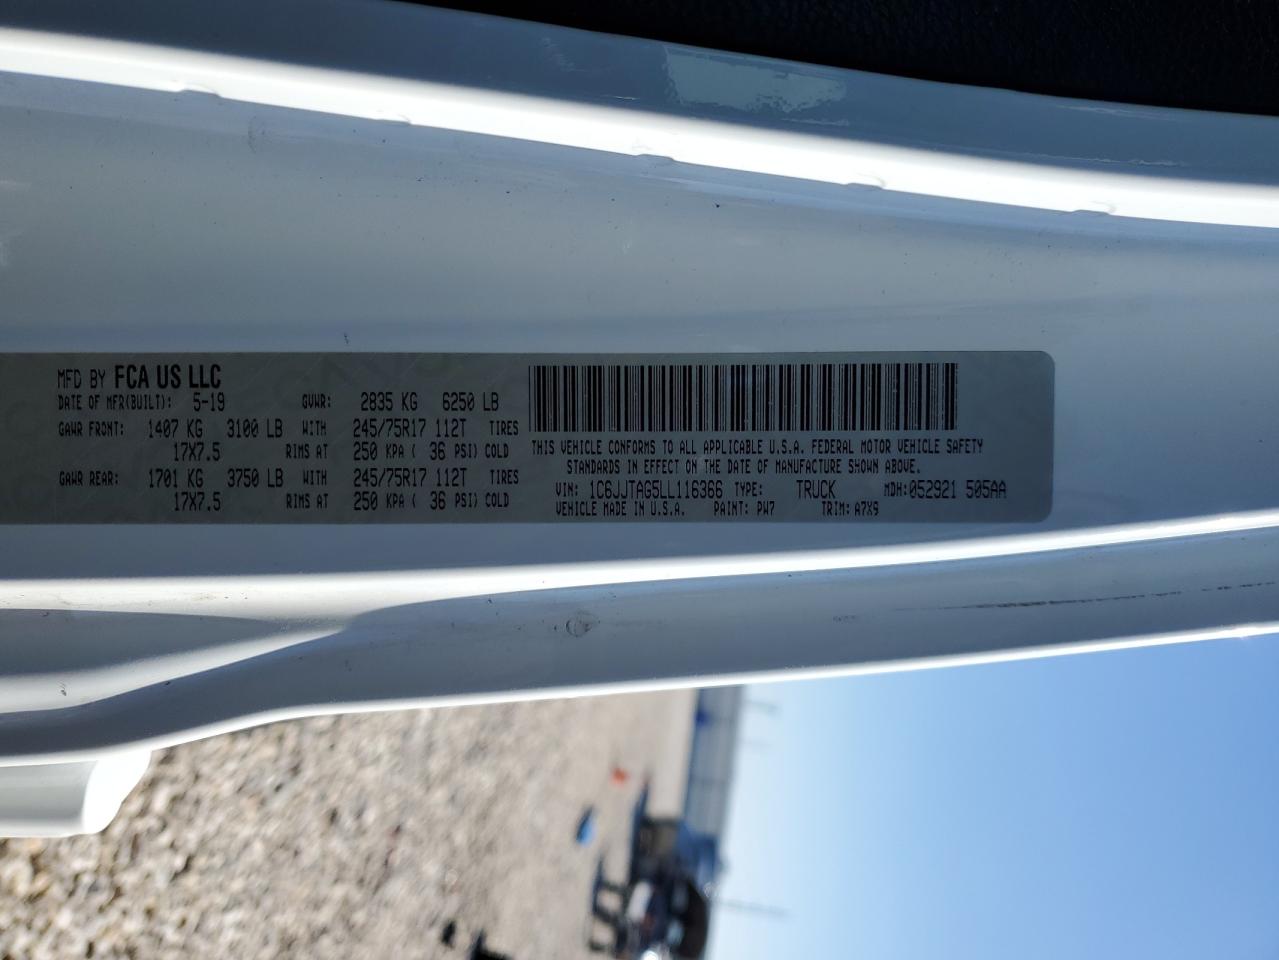 MFD BY FCA US LLC
DATE OF MFR(BUILT): 5-19 GVWR: 2835 KG 6250 LB
GAWR FRONT: 1407 KG 3100 LB WITH 245/75R17 112T TIRES
17X7.5 RIMS AT 250 KPA ( 36 PSI) COLD
GAWR REAR: 1701 KG 3750 LB WITH 245/75R17 112T TIRES
17X7.5 RIMS AT 250 KPA ( 36 PSI) COLD
THIS VEHICLE CONFORMS TO ALL APPLICABLE U.S.A. FEDERAL MOTOR VEHICLE SAFETY
STANDARDS IN EFFECT ON THE DATE OF MANUFACTURE SHOWN ABOVE.
VIN: 1C6JJTAG5LL116366 TYPE: TRUCK MDH:052921 505AA
VEHICLE MADE IN U.S.A. PAINT: PW7 TRIM: A7X9